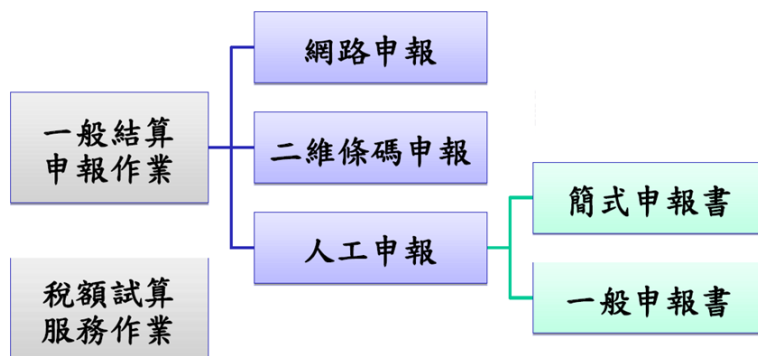 一般結算
申報作業
網路申報
二維條碼申報
人工申報
簡式申報書
一般申報書
稅額試算
服務作業